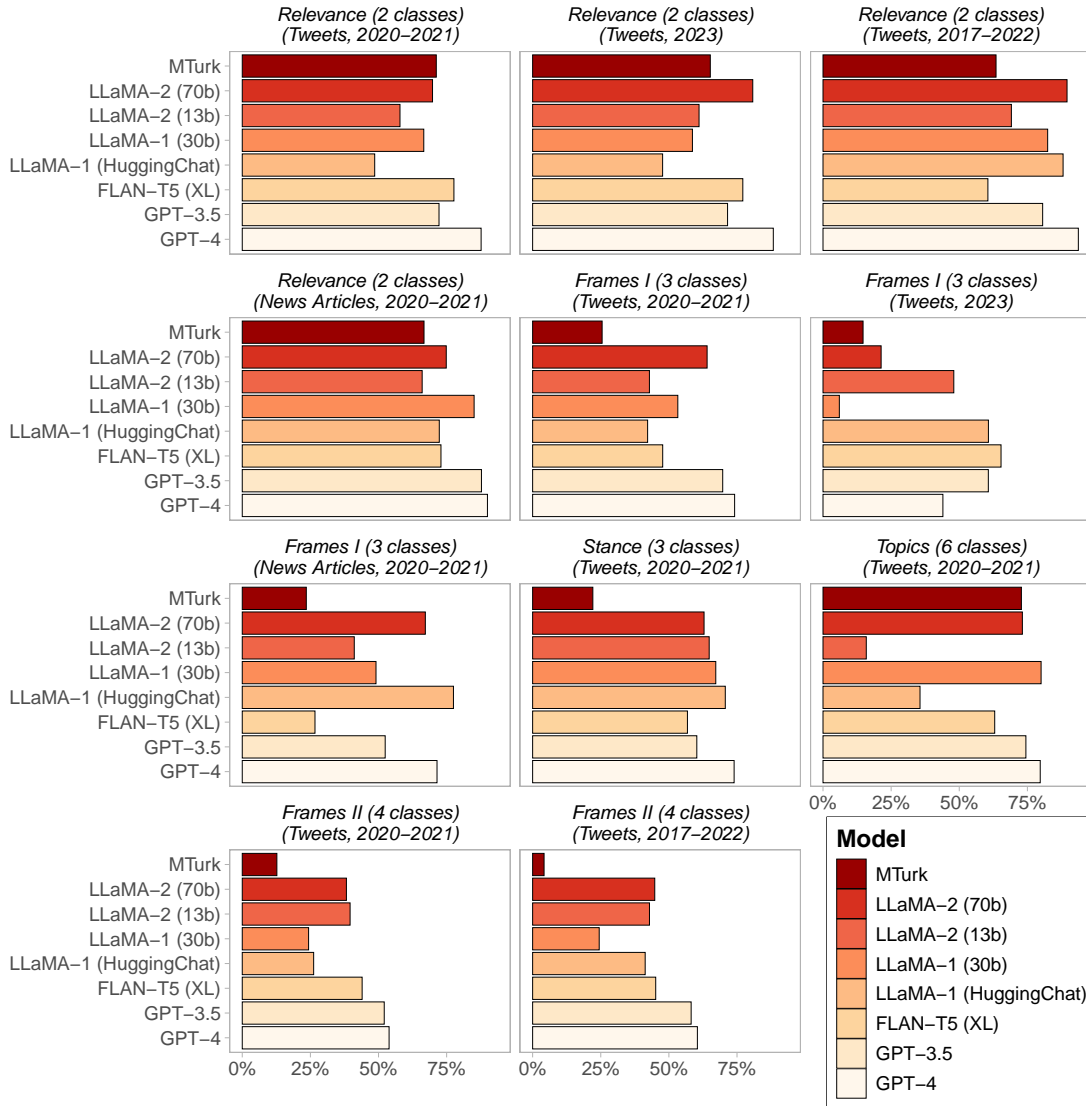 Relevance (2 classes)
(Tweets, 2020−2021)
Relevance (2 classes)
(Tweets, 2023)
Relevance (2 classes)
(Tweets, 2017−2022)
MTurk
LLaMA−2 (70b)
LLaMA−2 (13b)
LLaMA−1 (30b)
LLaMA−1 (HuggingChat)
FLAN−T5 (XL)
GPT−3.5
GPT−4
Relevance (2 classes)
(News Articles, 2020−2021)
Frames I (3 classes)
(Tweets, 2020−2021)
Frames I (3 classes)
(Tweets, 2023)
MTurk
LLaMA−2 (70b)
LLaMA−2 (13b)
LLaMA−1 (30b)
LLaMA−1 (HuggingChat)
FLAN−T5 (XL)
GPT−3.5
GPT−4
Frames I (3 classes)
(News Articles, 2020−2021)
Stance (3 classes)
(Tweets, 2020−2021)
Topics (6 classes)
(Tweets, 2020−2021)
MTurk
LLaMA−2 (70b)
LLaMA−2 (13b)
LLaMA−1 (30b)
LLaMA−1 (HuggingChat)
FLAN−T5 (XL)
GPT−3.5
GPT−4
0% 25% 50% 75%
Frames II (4 classes)
(Tweets, 2020−2021)
Frames II (4 classes)
(Tweets, 2017−2022)
MTurk
LLaMA−2 (70b)
LLaMA−2 (13b)
LLaMA−1 (30b)
LLaMA−1 (HuggingChat)
FLAN−T5 (XL)
GPT−3.5
GPT−4
0% 25% 50% 75%
0% 25% 50% 75%
Model
MTurk
LLaMA−2 (70b)
LLaMA−2 (13b)
LLaMA−1 (30b)
LLaMA−1 (HuggingChat)
FLAN−T5 (XL)
GPT−3.5
GPT−4